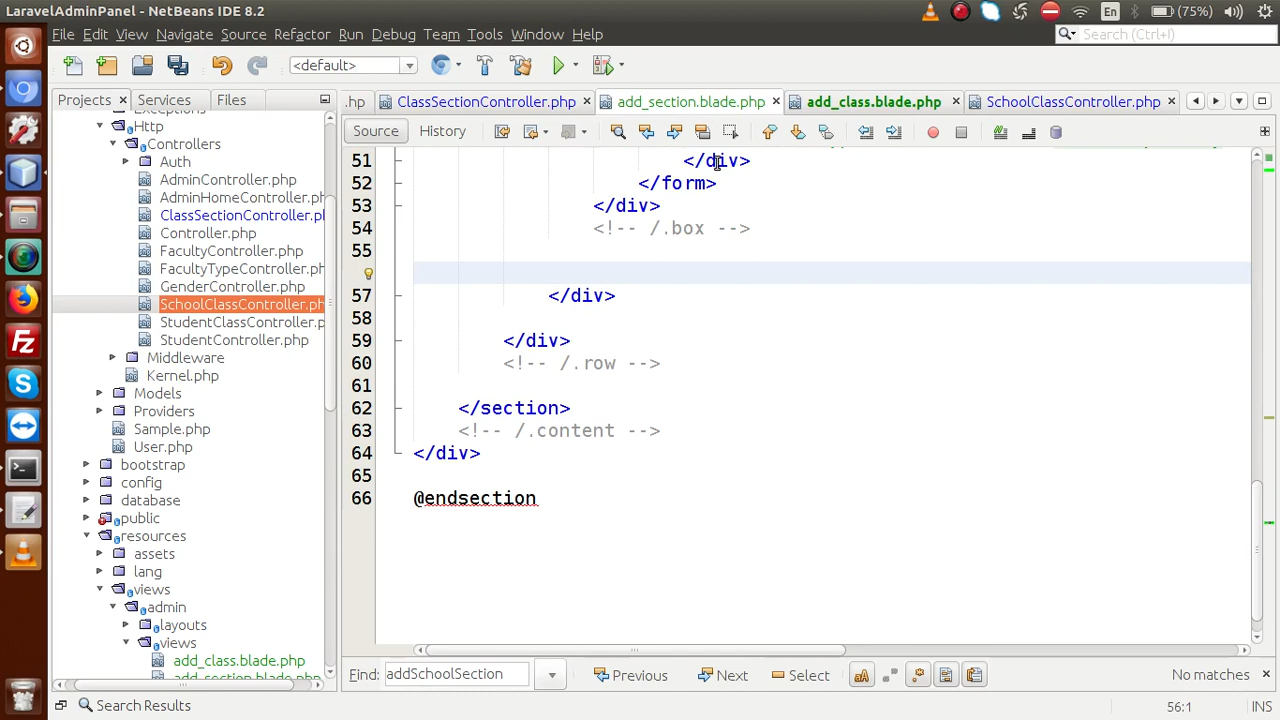 LaravelAdminPanel - NetBeans IDE 8.2
En
(75%)
File Edit View Navigate Source Refactor Run Debug Team Tools Window Help
Search (Ctrl+I)
<default>
Projects
Services
Files
.hp
ClassSectionController.php
add_section.blade.php
add_class.blade.php
SchoolClassController.php
Source
History
Http
Controllers
Auth
AdminController.php
AdminHomeController.php
ClassSectionController.ph
Controller.php
FacultyController.php
FacultyTypeController.ph
GenderController.php
SchoolClassController.ph
StudentClassController.p
StudentController.php
Middleware
Kernel.php
Models
Providers
Sample.php
User.php
bootstrap
config
database
public
resources
assets
lang
views
admin
layouts
views
add_class.blade.php
add_section.blade.php
51 </div>
52 </form>
53 </div>
54 <!-- /.box -->
55
57 </div>
58
59 </div>
60 <!-- /.row -->
61
62 </section>
63 <!-- /.content -->
64 </div>
65
66 @endsection
Find:
addSchoolSection
Previous
Next
Select
aA
No matches
Search Results
56:1
INS